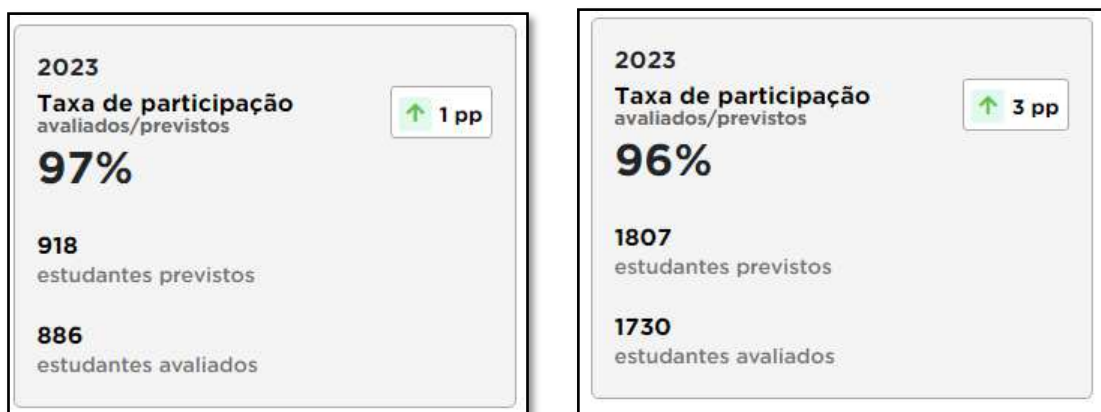 2023
Taxa de participação
avaliados/previstos
↑ 1 pp
97%
918
estudantes previstos
886
estudantes avaliados
2023
Taxa de participação
avaliados/previstos
↑ 3 pp
96%
1807
estudantes previstos
1730
estudantes avaliados